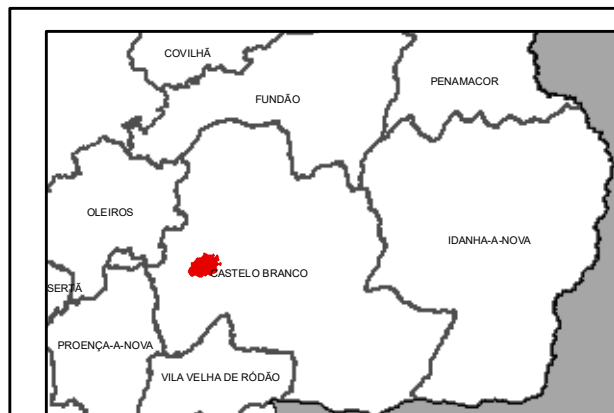 COVILHÃ
PENAMACOR
FUNDÃO
OLEIROS
IDANHA-A-NOVA
CASTELO BRANCO
SERTÃ
PROENÇA-A-NOVA
VILA VELHA DE RÓDÃO